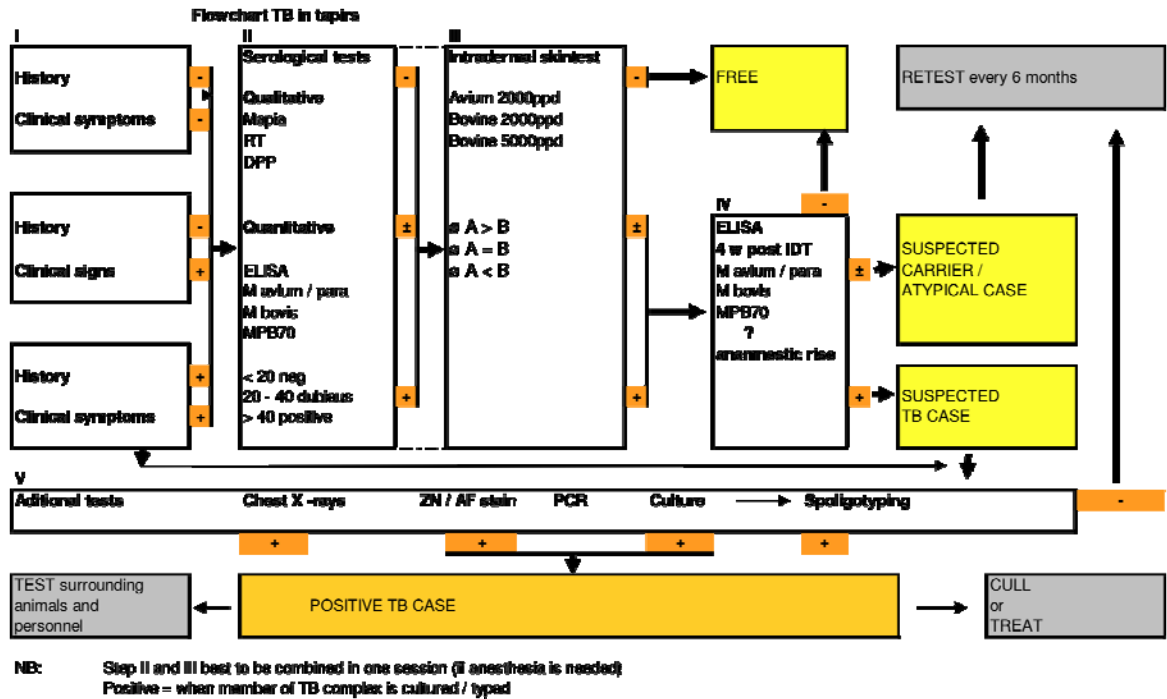 Flowchart TB in tapirs
I
History
-
Clinical symptoms
-
History
-
Clinical signs
+
History
+
Clinical symptoms
+
II
Serological tests
-
Qualitative
Mapia
RT
DPP
Quantitative
±
ELISA
M avium / para
M bovis
MPB70
< 20 neg
20 - 40 dubieus
+
> 40 positive
III
Intradermal skintest
-
Avium 2000ppd
Bovine 2000ppd
Bovine 5000ppd
ø A > B
±
ø A = B
ø A < B
+
FREE
RETEST every 6 months
-
IV
ELISA
4 w post IDT
M avium / para
±
M bovis
MPB70
?
anamnestic rise
+
SUSPECTED
CARRIER /
ATYPICAL CASE
SUSPECTED
TB CASE
V
Aditional tests
Chest X -rays
ZN / AF stain
PCR
Culture
Spoligotyping
-
+
+
+
+
TEST surrounding
animals and
personnel
POSITIVE TB CASE
CULL
or
TREAT
NB: Step II and III best to be combined in one session (if anesthesia is needed)
Positive = when member of TB complex is cultured / typed